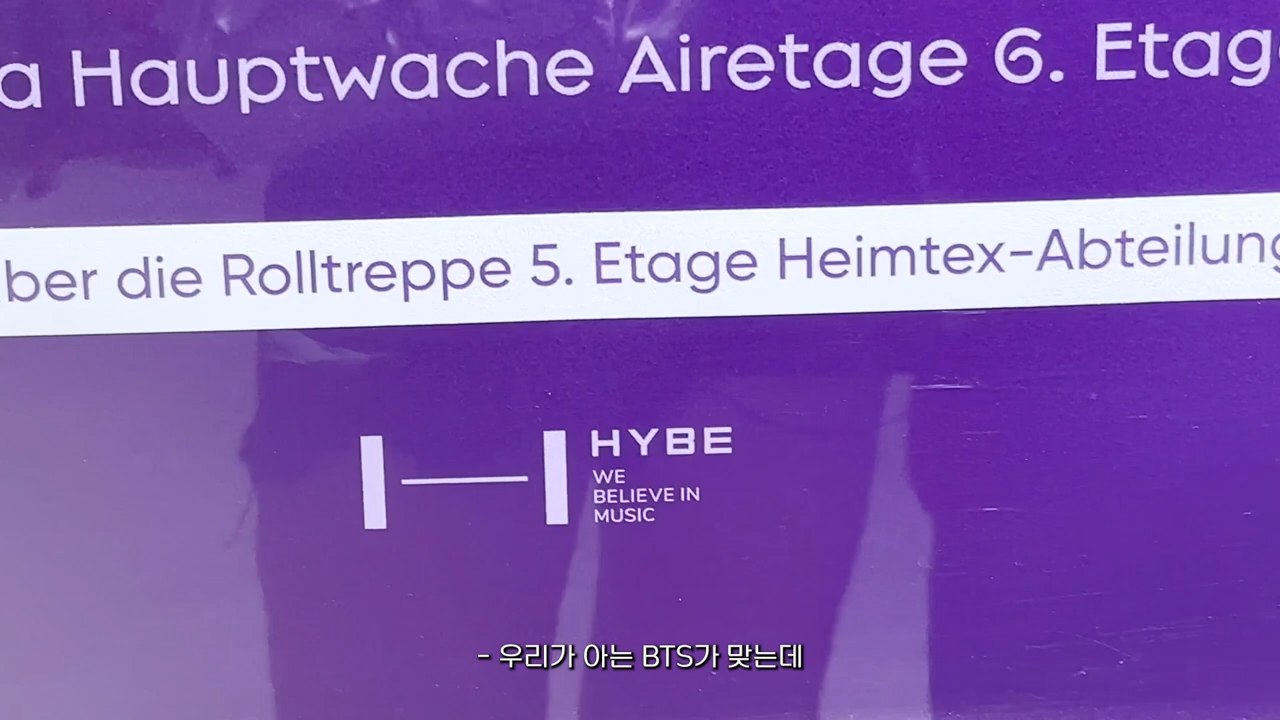 a Hauptwache Airetage 6. Etage
ber die Rolltreppe 5. Etage Heimtex-Abteilung
HYBE
WE
BELIEVE IN
MUSIC
- 우리가 아는 BTS가 맞는데